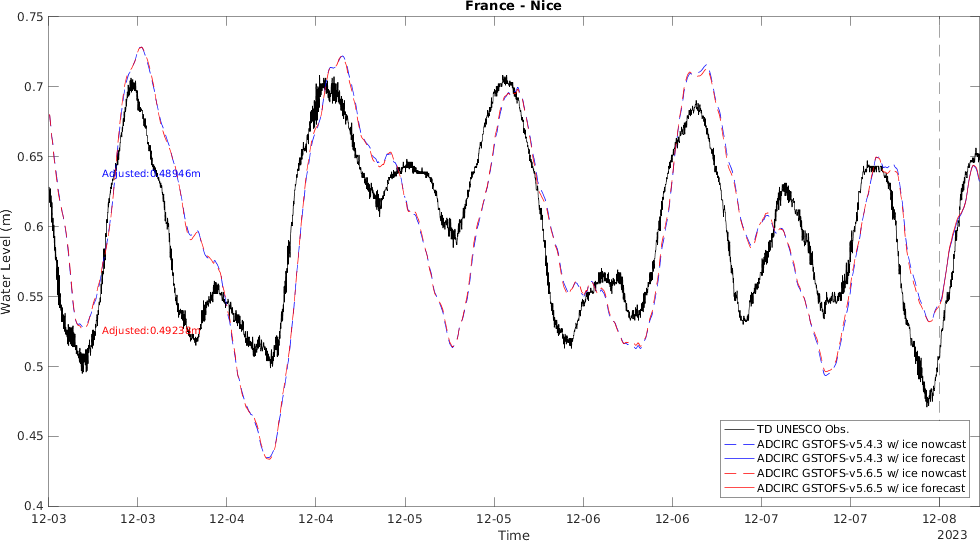 France - Nice
0.75
0.7
0.65
0.6
0.55
0.5
0.45
0.4
Water Level (m)
Adjusted:0.48946m
Adjusted:0.49238m
TD UNESCO Obs.
ADCIRC GSTOFS-v5.4.3 w/ ice nowcast
ADCIRC GSTOFS-v5.4.3 w/ ice forecast
ADCIRC GSTOFS-v5.6.5 w/ ice nowcast
ADCIRC GSTOFS-v5.6.5 w/ ice forecast
12-03 12-03 12-04 12-04 12-05 12-05 12-06 12-06 12-07 12-07 12-08
Time 2023